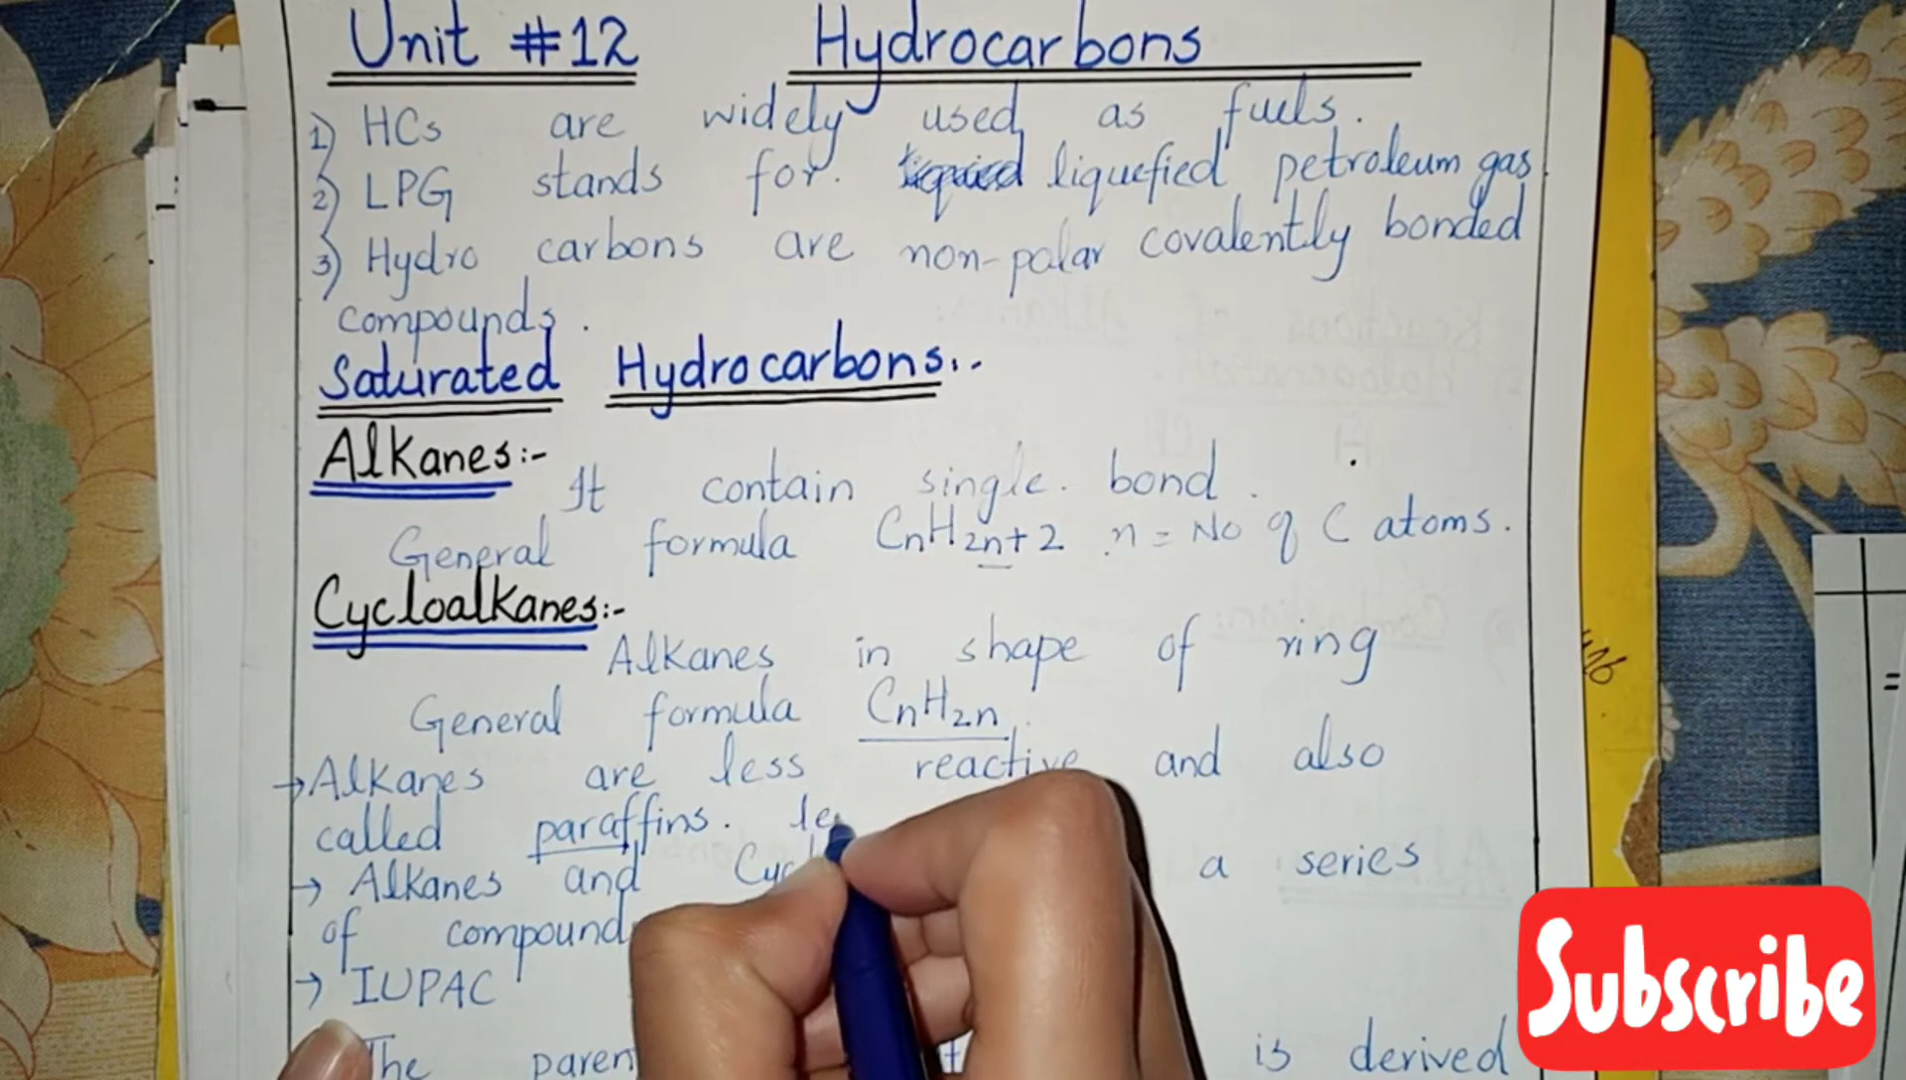 Unit #12 Hydrocarbons
1) HCs are widely used as fuels.
2) LPG stands for. liquefied petroleum gas
3) Hydro carbons are non-polar covalently bonded
compounds.
Saturated Hydrocarbons:-
Alkanes:-
It contain single. bond.
General formula CnH2n+2 n = No of C atoms.
Cycloalkanes:-
Alkanes in shape of ring
General formula CnH2n
→Alkanes are less reactive and also
called paraffins. le
→ Alkanes and a series
of compound
→ IUPAC
The is derived
Subscribe